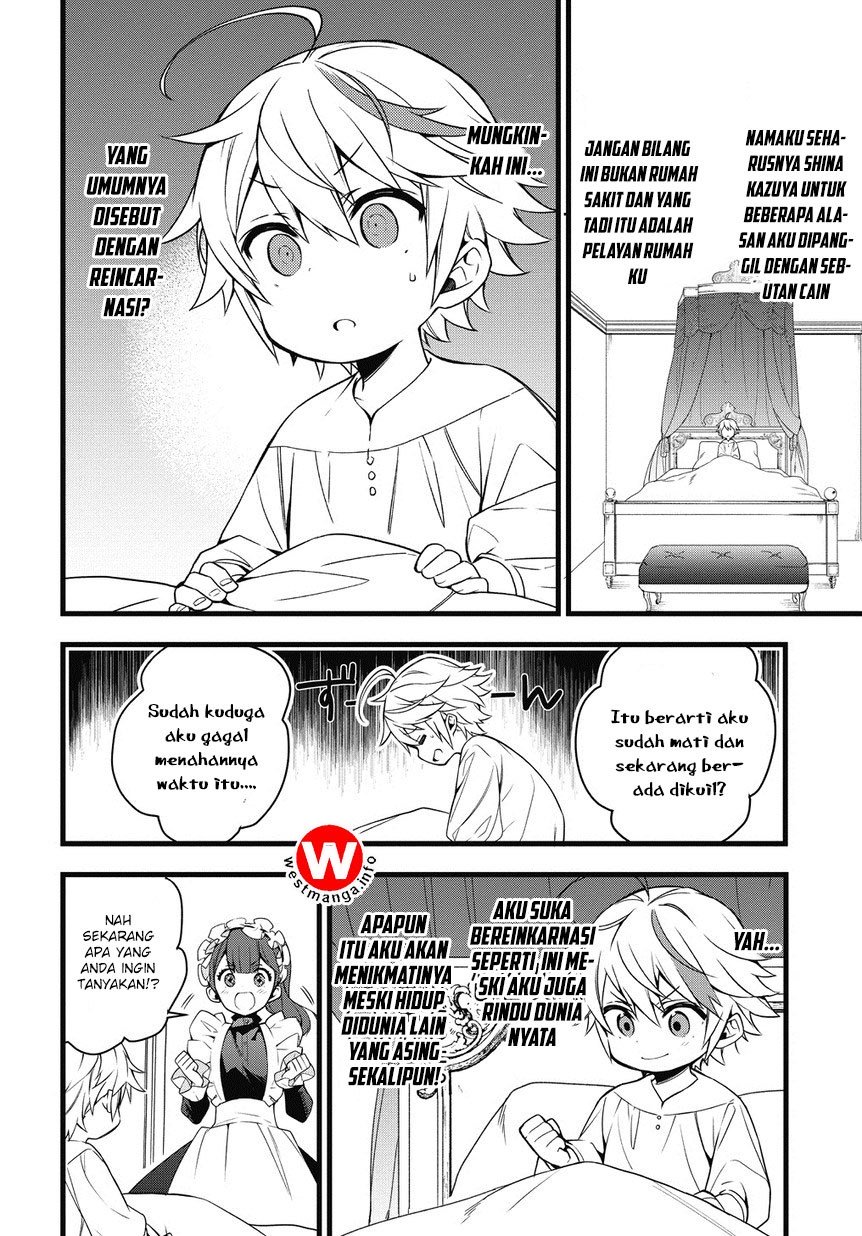 NAMAKU SEHA-
RUSNYA SHINA
KAZUYA UNTUK
BEBERAPA ALA-
SAN AKU DIPANG-
GIL DENGAN SEB-
UTAN CAIN
JANGAN BILANG
INI BUKAN RUMAH
SAKIT DAN YANG
TADI ITU ADALAH
PELAYAN RUMAH
KU
MUNGKIN-
KAH INI...
YANG
UMUMNYA
DISEBUT
DENGAN
REINCAR-
NASI?
Itu berarti aku
sudah mati dan
sekarang ber-
ada dikuil?
ず ー ん
Sudah kuduga
aku gagal
menahannya
waktu itu....
W
westmanga.info
YAH...
AKU SUKA
BEREINKARNASI
SEPERTI INI ME-
SKI AKU JUGA
RINDU DUNIA
NYATA
APAPUN
ITU AKU AKAN
MENIKMATINYA
MESKI HIDUP
DIDUNIA LAIN
YANG ASING
SEKALIPUN!
NAH
SEKARANG
APA YANG
ANDA INGIN
TANYAKAN!?